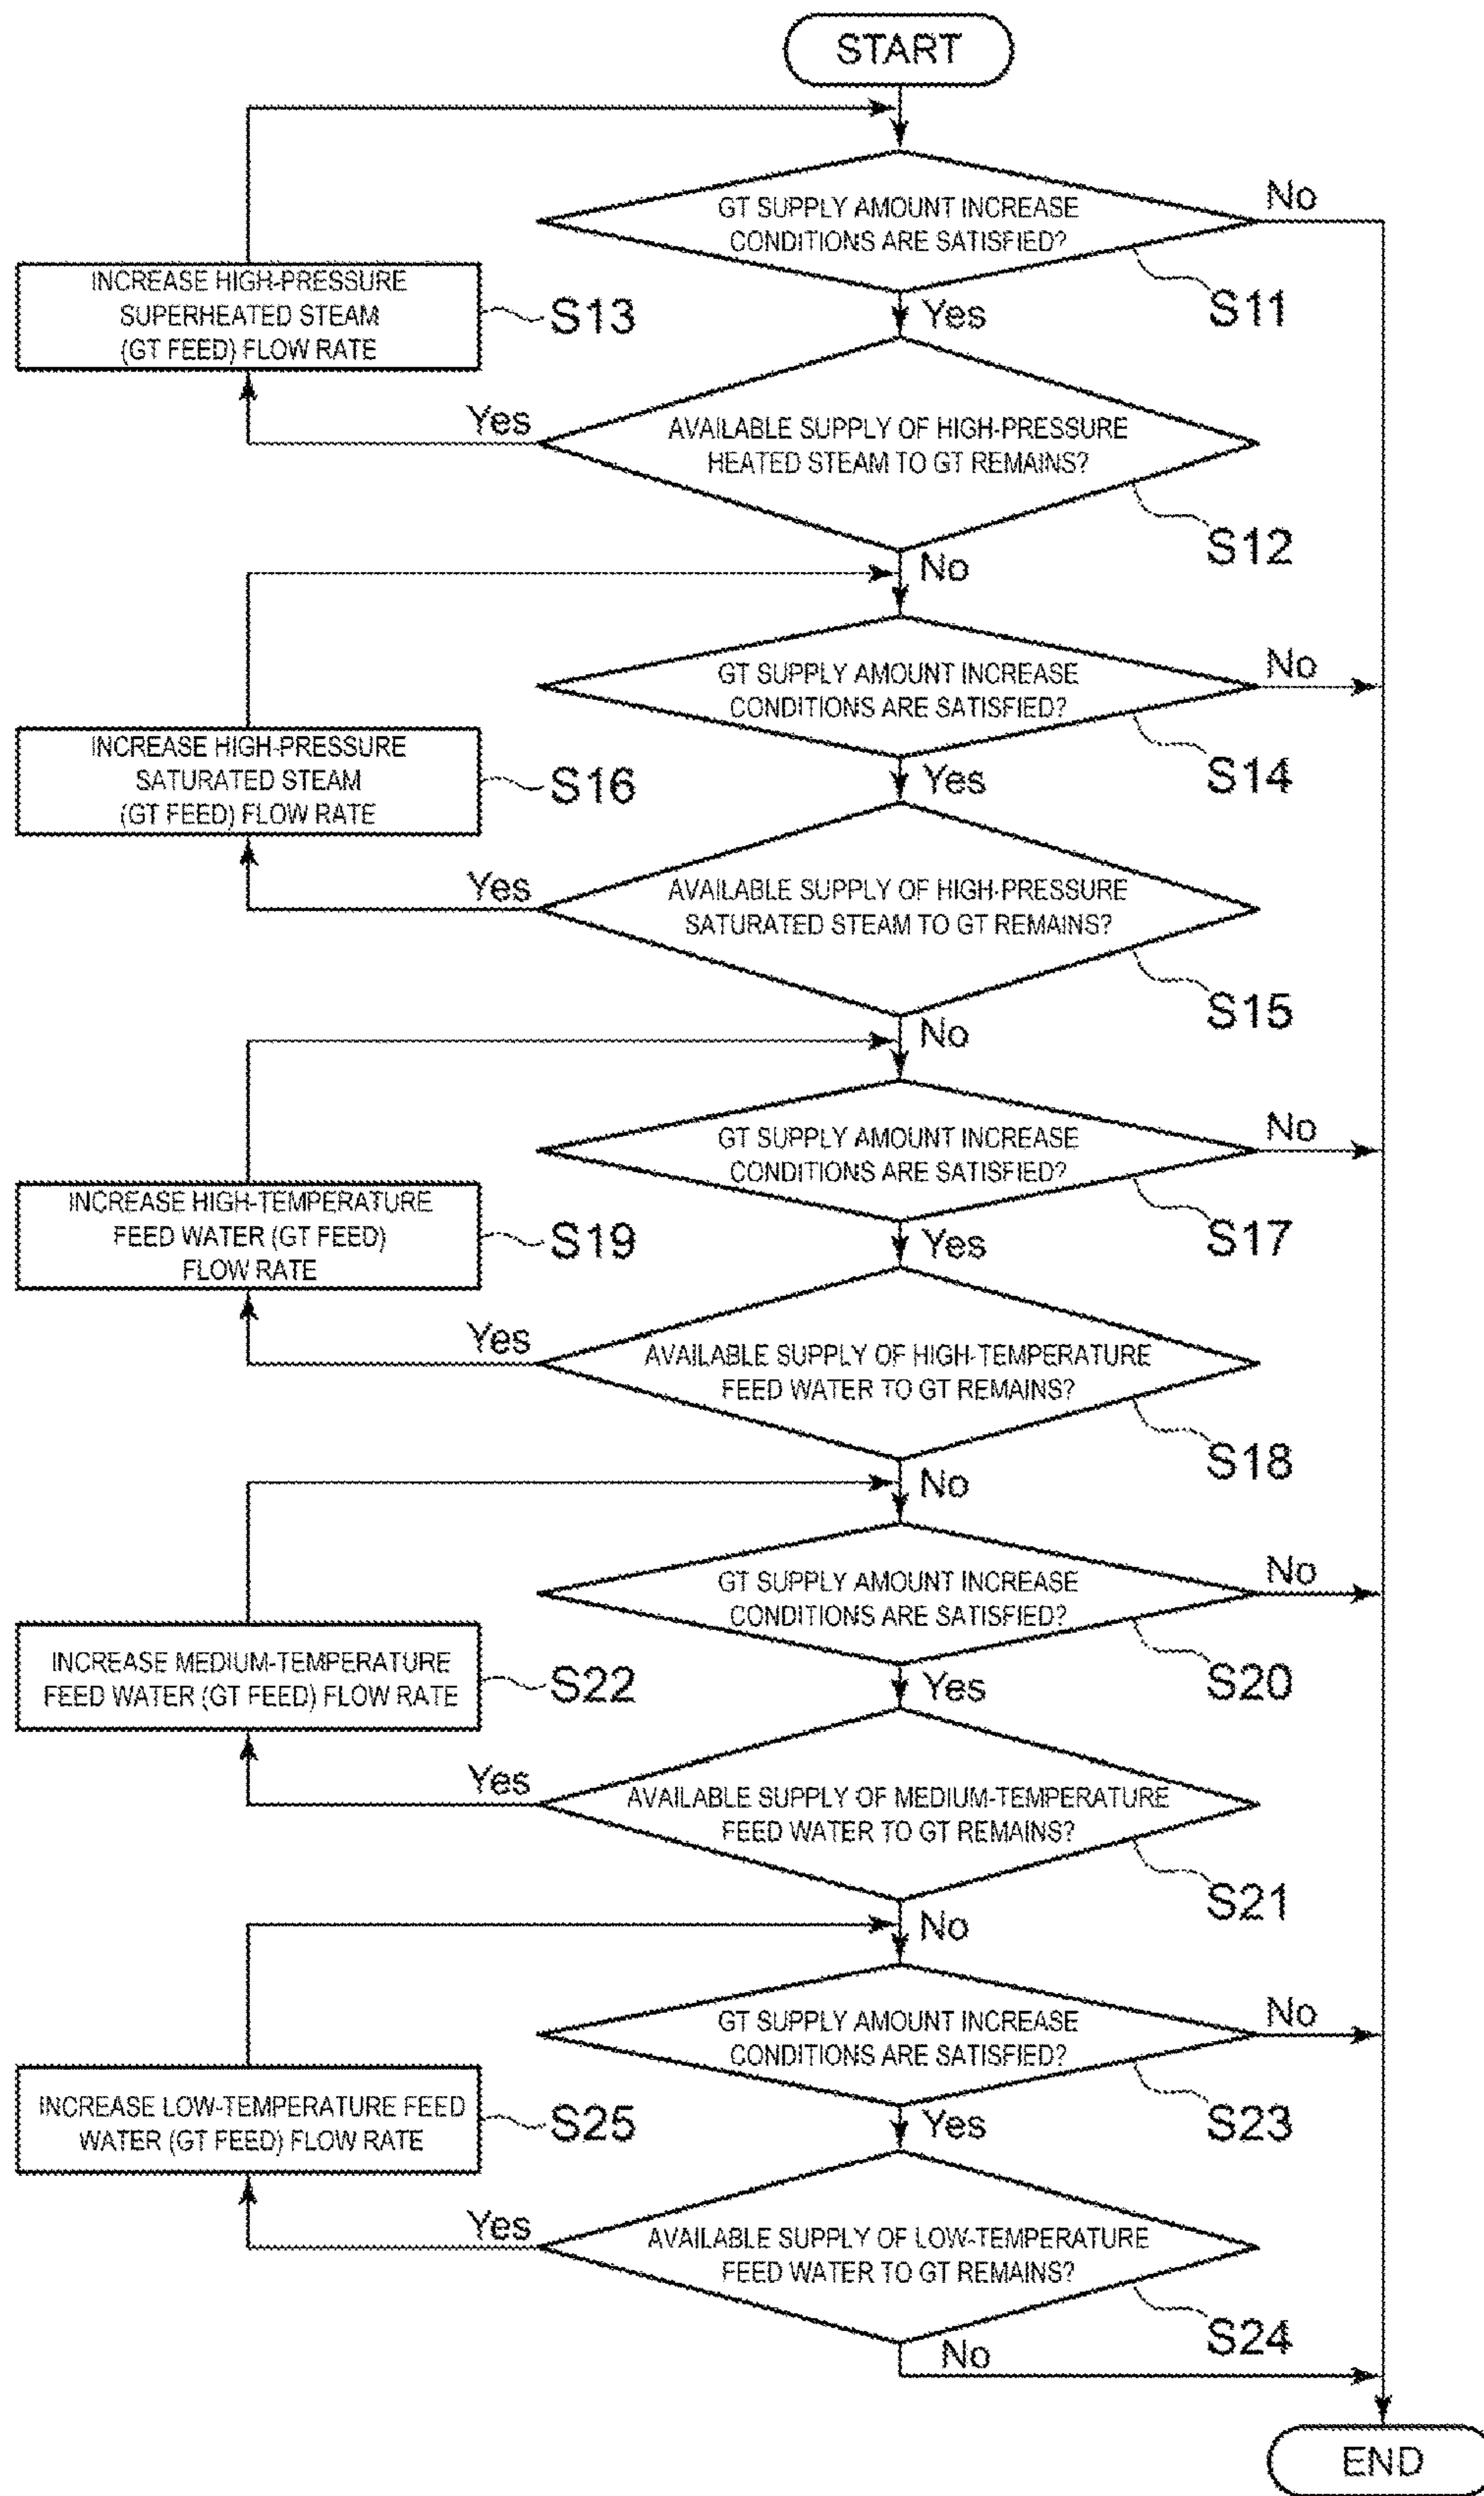 START
GT SUPPLY AMOUNT INCREASE
CONDITIONS ARE SATISFIED?
No
S11
Yes
INCREASE HIGH-PRESSURE
SUPERHEATED STEAM
(GT FEED) FLOW RATE
S13
Yes
AVAILABLE SUPPLY OF HIGH-PRESSURE
HEATED STEAM TO GT REMAINS?
S12
No
GT SUPPLY AMOUNT INCREASE
CONDITIONS ARE SATISFIED?
No
S14
Yes
INCREASE HIGH-PRESSURE
SATURATED STEAM
(GT FEED) FLOW RATE
S16
Yes
AVAILABLE SUPPLY OF HIGH-PRESSURE
SATURATED STEAM TO GT REMAINS?
S15
No
GT SUPPLY AMOUNT INCREASE
CONDITIONS ARE SATISFIED?
No
S17
Yes
INCREASE HIGH-TEMPERATURE
FEED WATER (GT FEED)
FLOW RATE
S19
Yes
AVAILABLE SUPPLY OF HIGH-TEMPERATURE
FEED WATER TO GT REMAINS?
S18
No
GT SUPPLY AMOUNT INCREASE
CONDITIONS ARE SATISFIED?
No
S20
Yes
INCREASE MEDIUM-TEMPERATURE
FEED WATER (GT FEED) FLOW RATE
S22
Yes
AVAILABLE SUPPLY OF MEDIUM-TEMPERATURE
FEED WATER TO GT REMAINS?
S21
No
GT SUPPLY AMOUNT INCREASE
CONDITIONS ARE SATISFIED?
No
S23
Yes
INCREASE LOW-TEMPERATURE FEED
WATER (GT FEED) FLOW RATE
S25
Yes
AVAILABLE SUPPLY OF LOW-TEMPERATURE
FEED WATER TO GT REMAINS?
S24
No
END